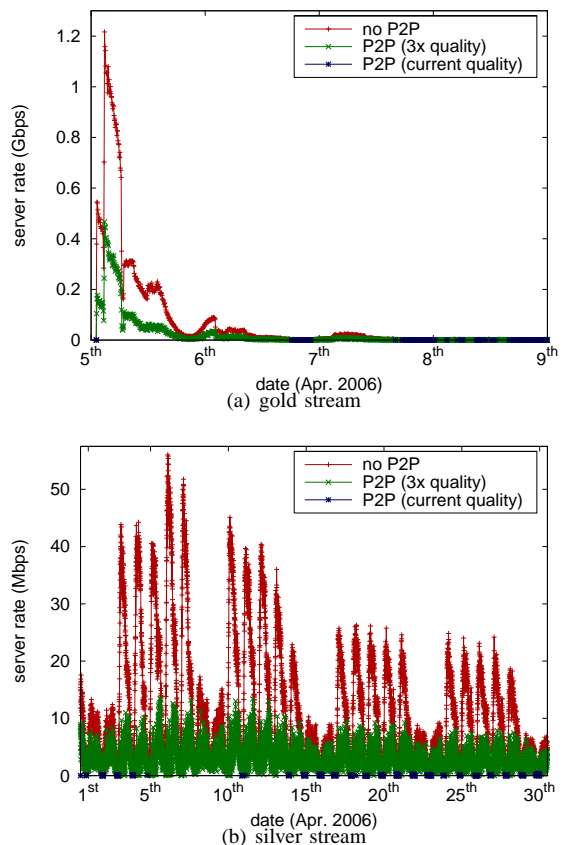 no P2P
P2P (3x quality)
P2P (current quality)
1.2
1
0.8
0.6
0.4
0.2
0
server rate (Gbps)
5th 6th 7th 8th 9th
date (Apr. 2006)
(a) gold stream
no P2P
P2P (3x quality)
P2P (current quality)
50
40
30
20
10
0
server rate (Mbps)
1st 5th 10th 15th 20th 25th 30th
date (Apr. 2006)
(b) silver stream